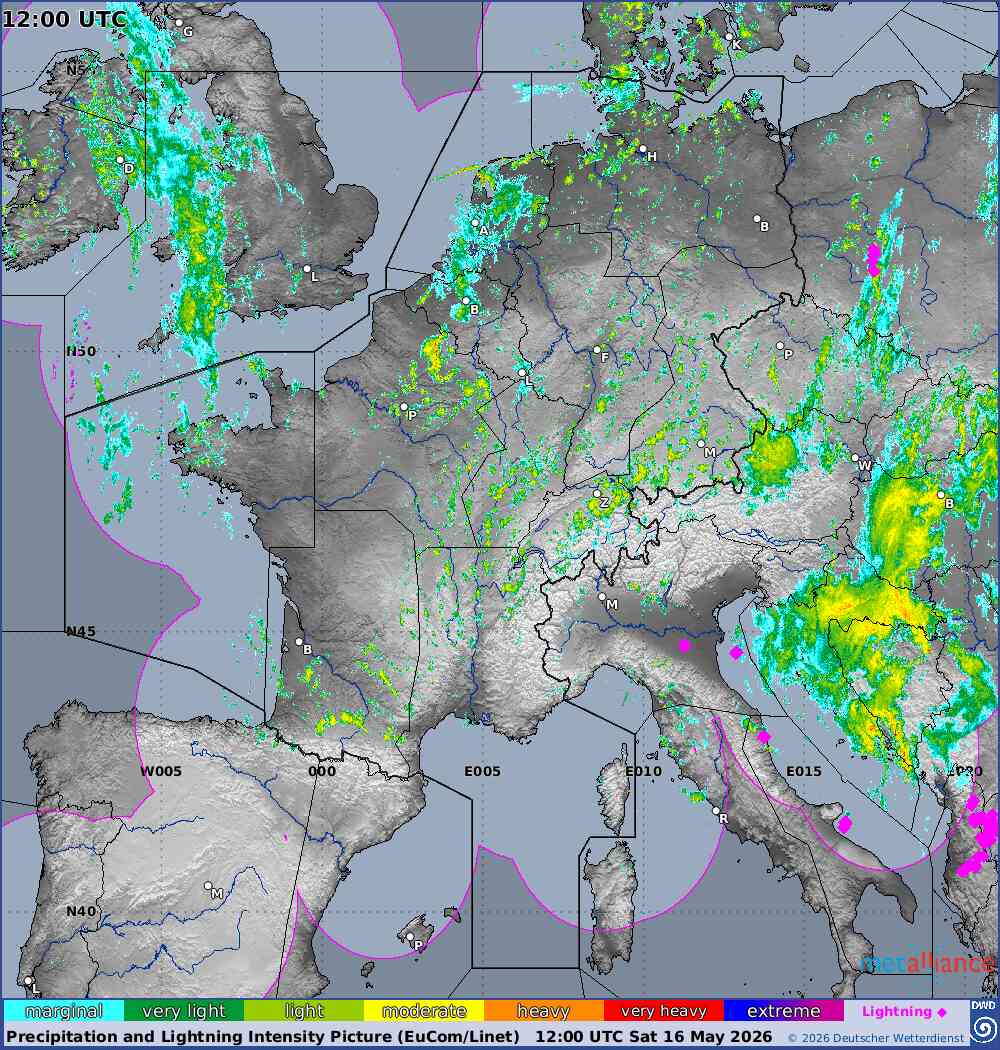 12:00 UTC
G
K
N5
D
H
A
B
L
B
N50
P
F
L
P
M
W
Z
B
M
N45
B
W005
000
E005
E010
E015
E020
R
M
N40
P
L
metalliance
marginal
very light
light
moderate
heavy
very heavy
extreme
Lightning ◆
DWD
Precipitation and Lightning Intensity Picture (EuCom/Linet) 12:00 UTC Sat 16 May 2026
© 2026 Deutscher Wetterdienst